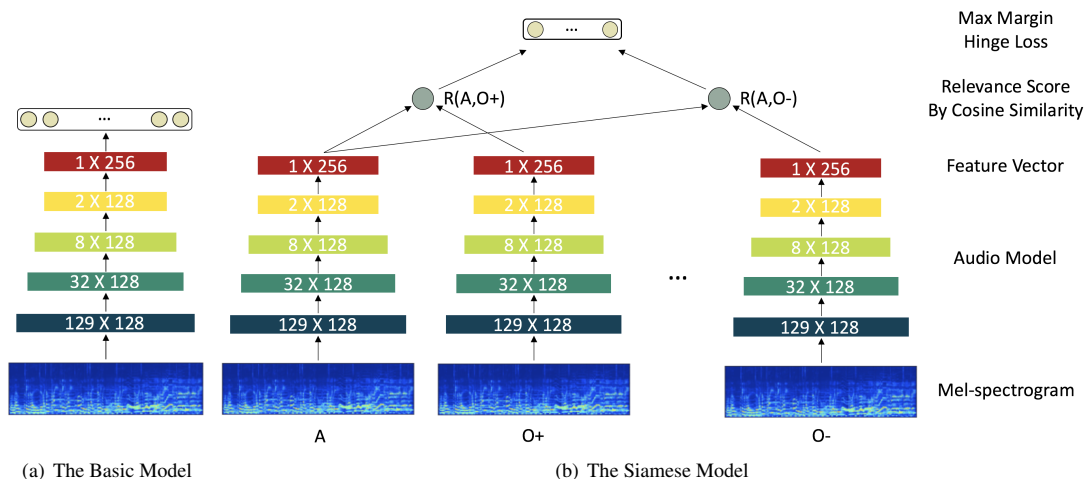 Max Margin
Hinge Loss
...
R(A,O+)
R(A,O-)
Relevance Score
By Cosine Similarity
...
1 X 256
1 X 256
1 X 256
1 X 256
Feature Vector
2 X 128
2 X 128
2 X 128
2 X 128
8 X 128
8 X 128
8 X 128
8 X 128
Audio Model
32 X 128
32 X 128
32 X 128
...
32 X 128
129 X 128
129 X 128
129 X 128
129 X 128
Mel-spectrogram
A
O+
O-
(a) The Basic Model
(b) The Siamese Model